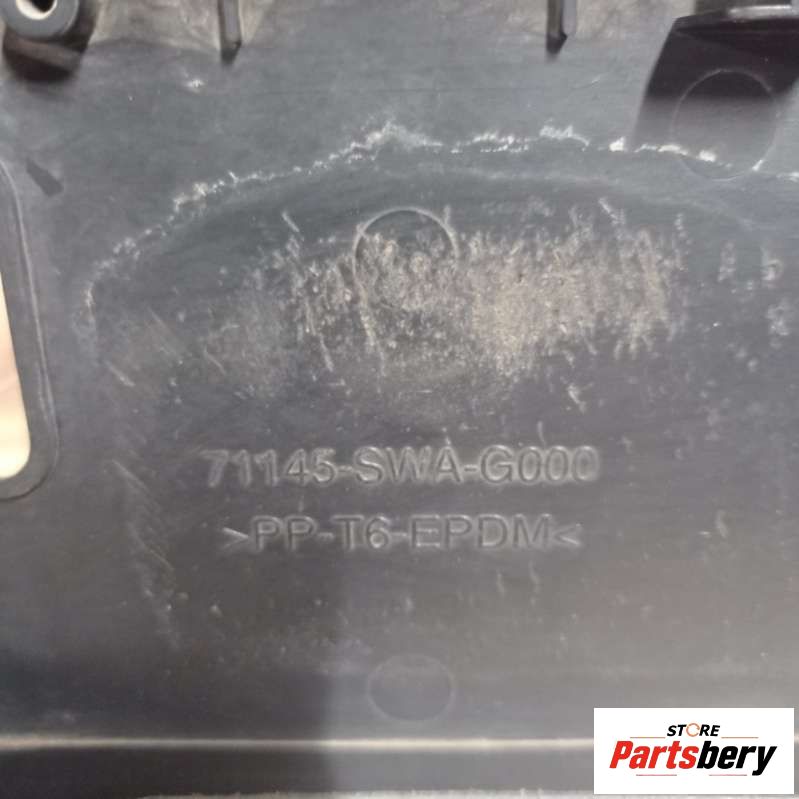 71145-SWA-G000
>PP-T6-EPDM<
STORE
Partsbery